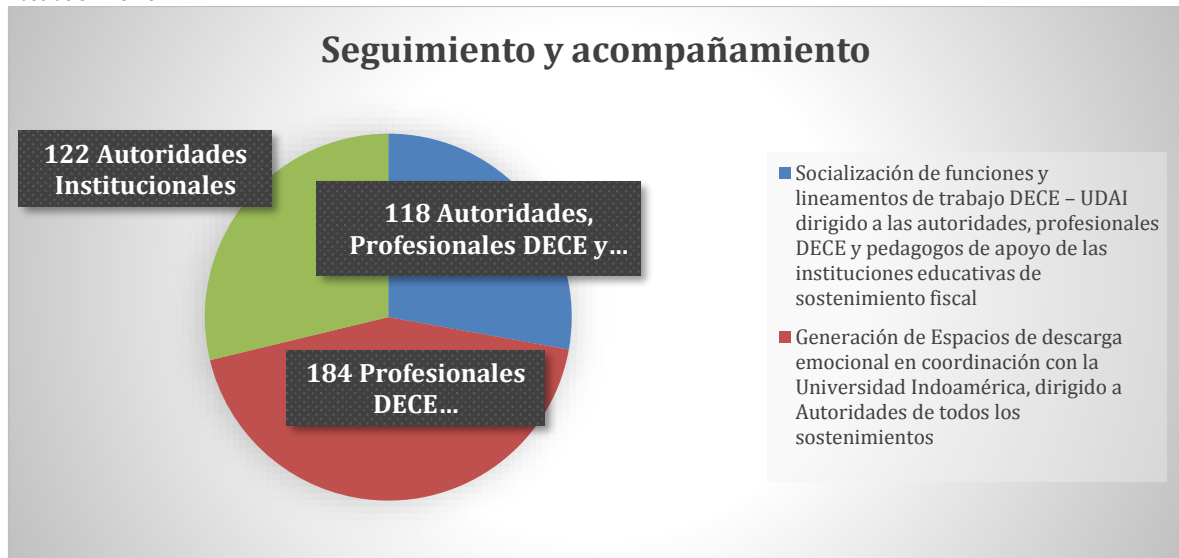 Seguimiento y acompañamiento
122 Autoridades
Institucionales
118 Autoridades,
Profesionales DECE y...
184 Profesionales
DECE...
Socialización de funciones y
lineamentos de trabajo DECE – UDAI
dirigido a las autoridades, profesionales
DECE y pedagogos de apoyo de las
instituciones educativas de
sostenimiento fiscal
Generación de Espacios de descarga
emocional en coordinación con la
Universidad Indoamérica, dirigido a
Autoridades de todos los
sostenimientos